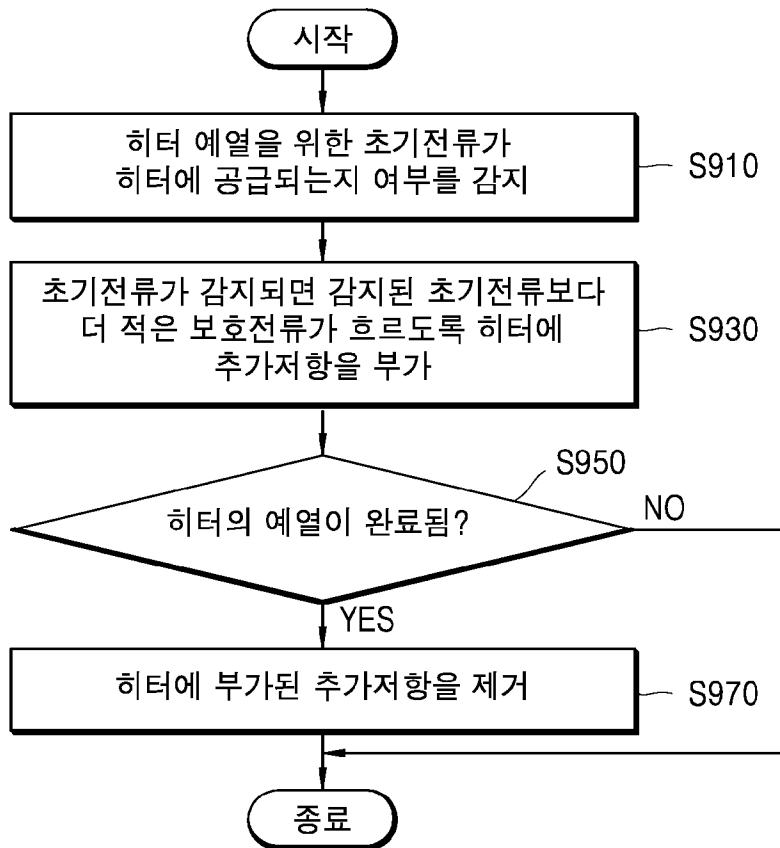 시작
히터 예열을 위한 초기전류가
히터에 공급되는지 여부를 감지
S910
초기전류가 감지되면 감지된 초기전류보다
더 적은 보호전류가 흐르도록 히터에
추가저항을 부가
S930
S950
히터의 예열이 완료됨?
NO
YES
히터에 부가된 추가저항을 제거
S970
종료